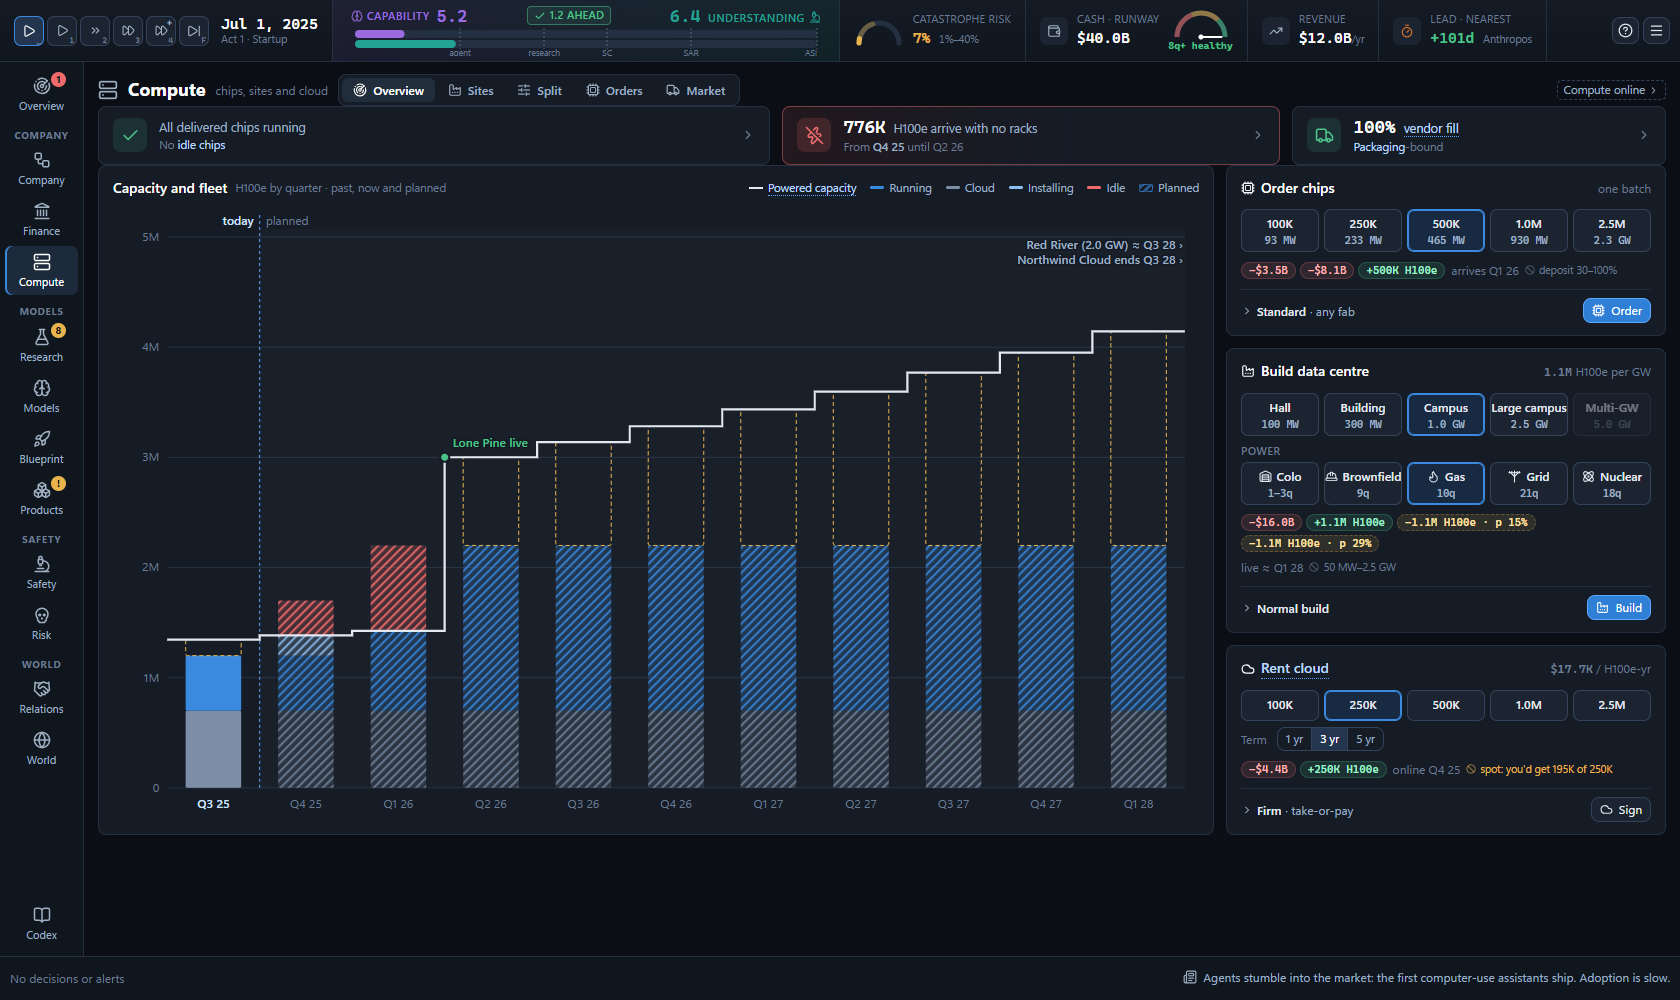 Jul 1, 2025
Act 1 · Startup
1
2
3
4
F
CAPABILITY 5.2
1.2 AHEAD
6.4 UNDERSTANDING
agent
research
SC
SAR
ASI
CATASTROPHE RISK
7% 1%–40%
CASH · RUNWAY
$40.0B
8q+ healthy
REVENUE
$12.0B/yr
LEAD · NEAREST
+101d Anthropos
1
Overview
COMPANY
Company
Finance
Compute
MODELS
8
Research
Models
Blueprint
!
Products
SAFETY
Safety
Risk
WORLD
Relations
World
Codex
Compute chips, sites and cloud
Overview
Sites
Split
Orders
Market
Compute online ›
All delivered chips running
No idle chips
776K H100e arrive with no racks
From Q4 25 until Q2 26
100% vendor fill
Packaging-bound
Capacity and fleet H100e by quarter · past, now and planned
Powered capacity
Running
Cloud
Installing
Idle
Planned
today planned
Red River (2.0 GW) ≈ Q3 28 ›
Northwind Cloud ends Q3 28 ›
Lone Pine live
5M
4M
3M
2M
1M
0
Q3 25
Q4 25
Q1 26
Q2 26
Q3 26
Q4 26
Q1 27
Q2 27
Q3 27
Q4 27
Q1 28
Order chips one batch
100K
93 MW
250K
233 MW
500K
465 MW
1.0M
930 MW
2.5M
2.3 GW
−$3.5B −$8.1B +500K H100e arrives Q1 26 deposit 30–100%
Standard · any fab
Order
Build data centre 1.1M H100e per GW
Hall
100 MW
Building
300 MW
Campus
1.0 GW
Large campus
2.5 GW
Multi-GW
5.0 GW
POWER
Colo
1–3q
Brownfield
9q
Gas
10q
Grid
21q
Nuclear
18q
−$16.0B +1.1M H100e −1.1M H100e · p 15%
−1.1M H100e · p 29%
live ≈ Q1 28 50 MW–2.5 GW
Normal build
Build
Rent cloud $17.7K / H100e-yr
100K
250K
500K
1.0M
2.5M
Term 1 yr 3 yr 5 yr
−$4.4B +250K H100e online Q4 25 spot: you'd get 195K of 250K
Firm · take-or-pay
Sign
No decisions or alerts
Agents stumble into the market: the first computer-use assistants ship. Adoption is slow.